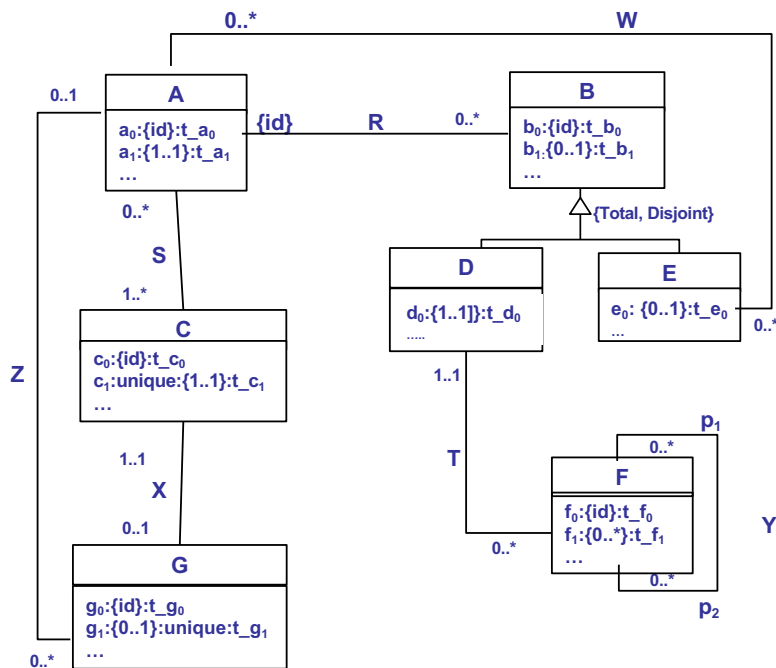 0..*
W
0..1
A
a₀:{id}:t_a₀
a₁:{1..1}:t_a₁
...
{id}
R
0..*
B
b₀:{id}:t_b₀
b₁:{0..1}:t_b₁
...
{Total, Disjoint}
0..*
S
1..*
D
d₀:{1..1]}:t_d₀
.....
E
e₀: {0..1}:t_e₀
...
0..*
C
c₀:{id}:t_c₀
c₁:unique:{1..1}:t_c₁
...
Z
1..1
X
0..1
1..1
T
0..*
p₁
0..*
F
f₀:{id}:t_f₀
f₁:{0..*}:t_f₁
...
0..*
p₂
Y
G
g₀:{id}:t_g₀
g₁:{0..1}:unique:t_g₁
...
0..*